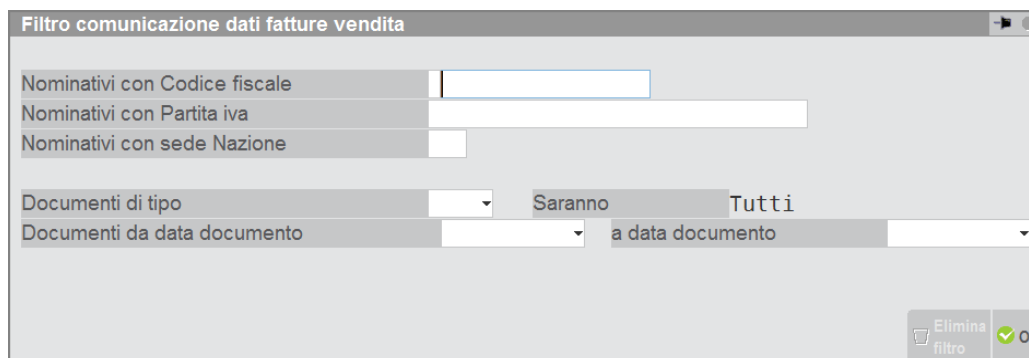 Filtro comunicazione dati fatture vendita
Nominativi con Codice fiscale
Nominativi con Partita iva
Nominativi con sede Nazione
Documenti di tipo Saranno Tutti
Documenti da data documento a data documento
Elimina
filtro